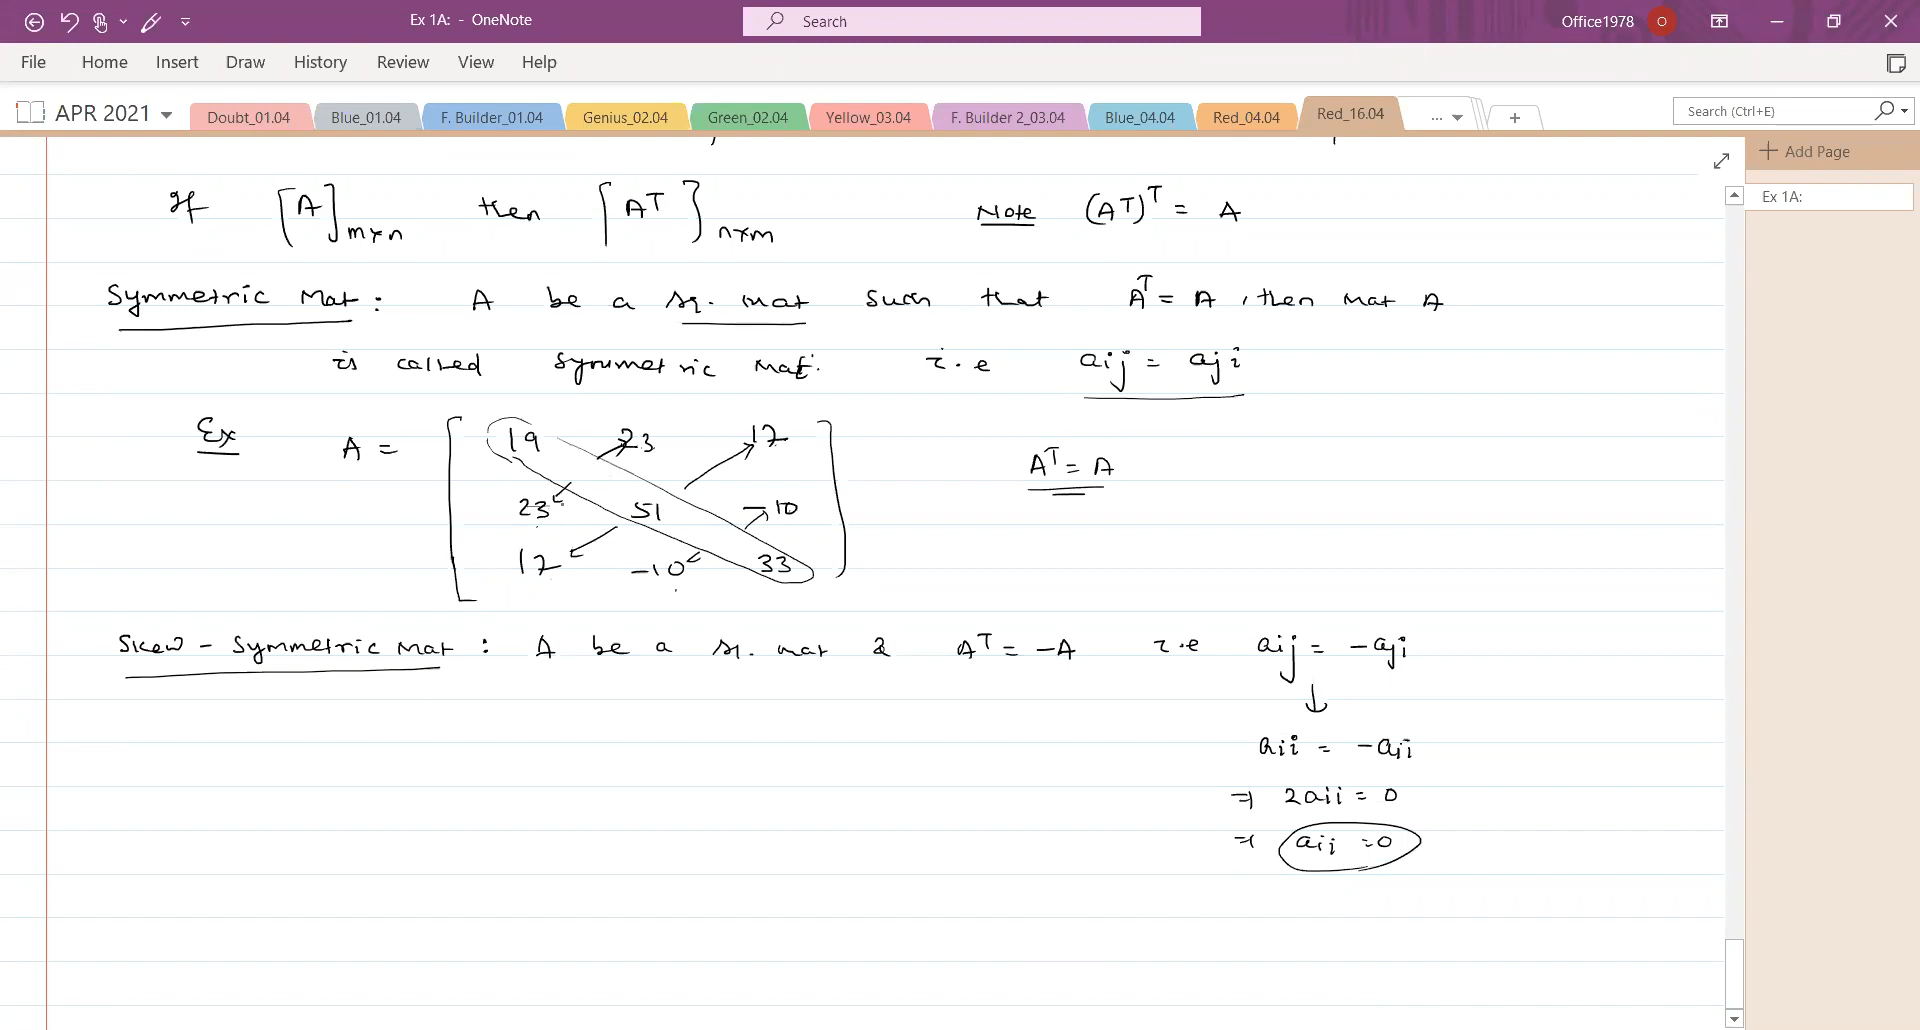 Ex 1A: - OneNote
Search
Office1978
O
File Home Insert Draw History Review View Help
APR 2021
Doubt_01.04 Blue_01.04 F. Builder_01.04 Genius_02.04 Green_02.04 Yellow_03.04 F. Builder 2_03.04 Blue_04.04 Red_04.04 Red_16.04 ...
Search (Ctrl+E)
Add Page
Ex 1A:
If [A]m×n then [AT]n×m Note (AT)T = A
Symmetric Mat : A be a sq. mat such that AT = A , then mat A
is called symmetric mat. i.e aij = aji
Ex A = 19 23 12
23 51 -10
12 -10 33
AT = A
Skew - Symmetric Mat : A be a sq. mat & AT = -A i.e aij = -aji
↓
aii = -aii
⇒ 2aii = 0
⇒ aii = 0